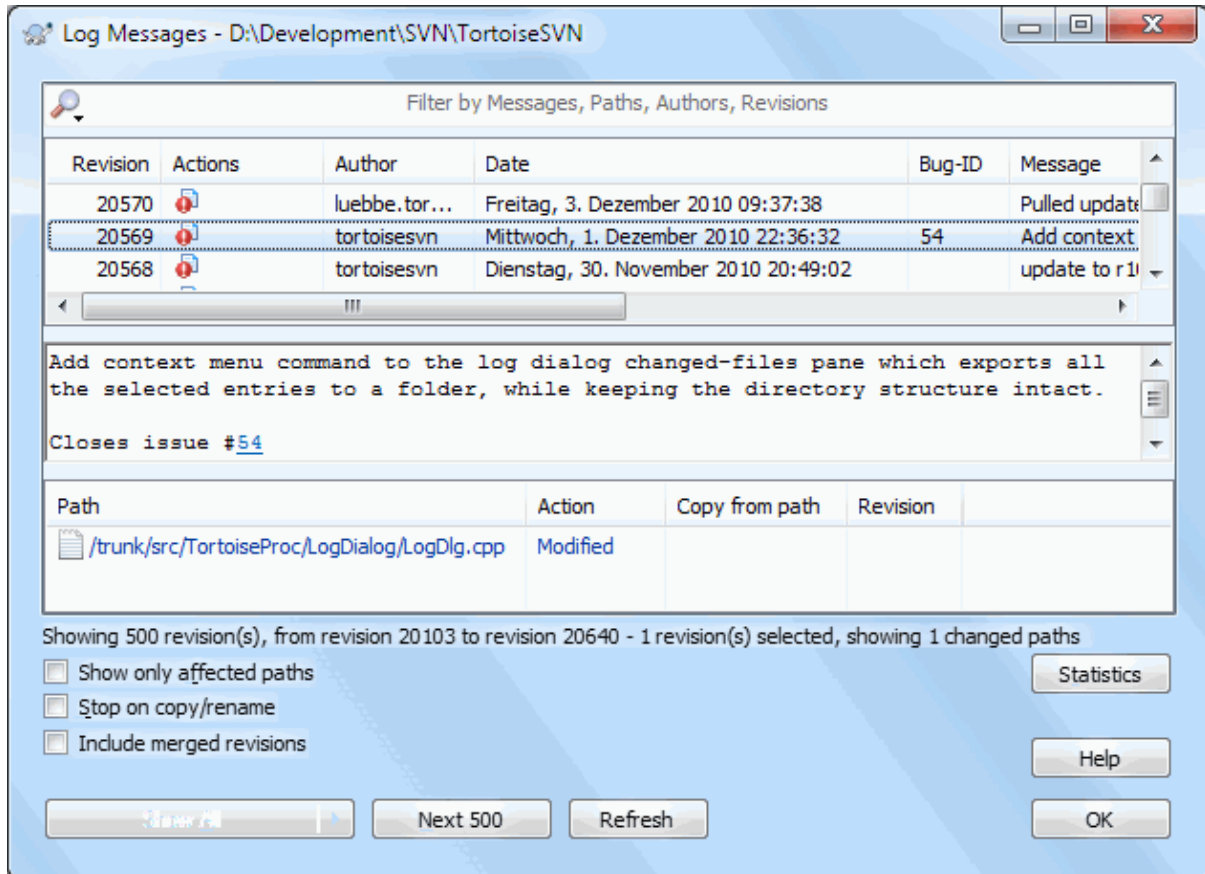 Log Messages - D:\Development\SVN\TortoiseSVN
Filter by Messages, Paths, Authors, Revisions
Revision Actions Author Date Bug-ID Message
20570 luebbe.tor... Freitag, 3. Dezember 2010 09:37:38 Pulled update
20569 tortoisesvn Mittwoch, 1. Dezember 2010 22:36:32 54 Add context
20568 tortoisesvn Dienstag, 30. November 2010 20:49:02 update to
Add context menu command to the log dialog changed-files pane which exports all
the selected entries to a folder, while keeping the directory structure intact.
Closes issue #54
Path Action Copy from path Revision
/trunk/src/TortoiseProc/LogDialog/LogDlg.cpp Modified
Showing 500 revision(s), from revision 20103 to revision 20640 - 1 revision(s) selected, showing 1 changed paths
Show only affected paths
Statistics
Stop on copy/rename
Include merged revisions
Help
Next 500 Refresh OK